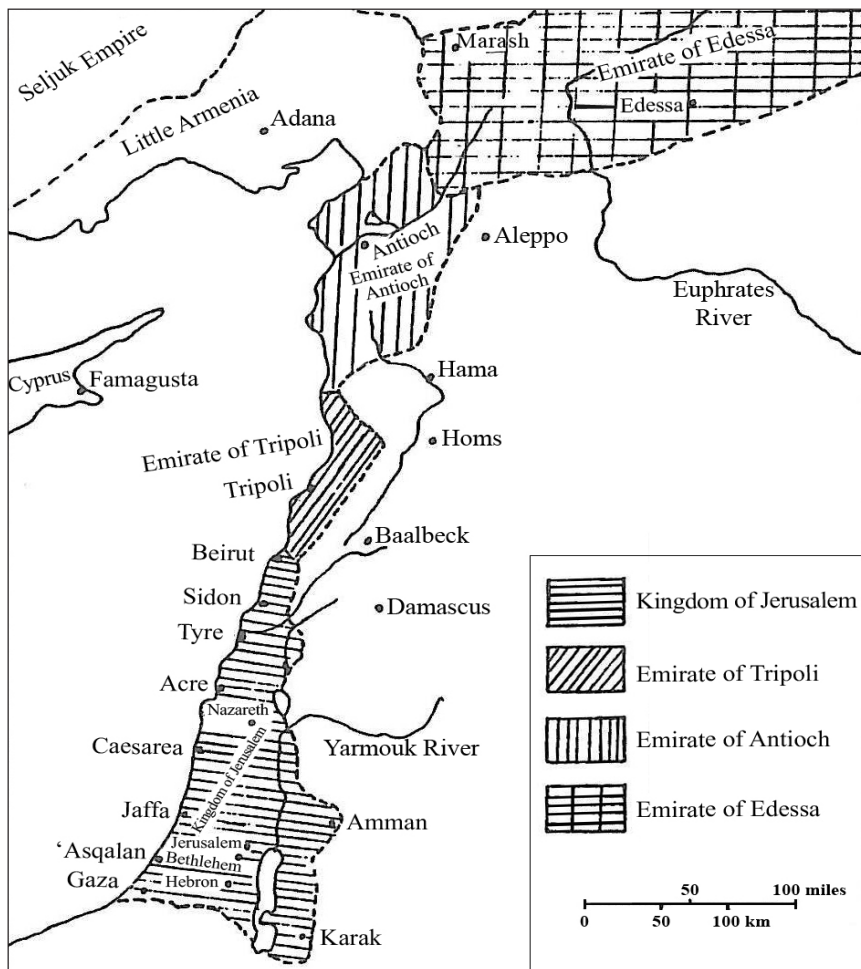 Seljuk Empire
Little Armenia
Adana
Marash
Emirate of Edessa
Edessa
Antioch
Emirate of
Antioch
Aleppo
Euphrates
River
Cyprus
Famagusta
Hama
Emirate of Tripoli
Homs
Tripoli
Beirut
Baalbeck
Sidon
Damascus
Tyre
Acre
Nazareth
Caesarea
Kingdom of Jerusalem
Yarmouk River
Jaffa
Amman
Jerusalem
‘Asqalan
Bethlehem
Gaza
Hebron
Karak
Kingdom of Jerusalem
Emirate of Tripoli
Emirate of Antioch
Emirate of Edessa
50 100 miles
0 50 100 km